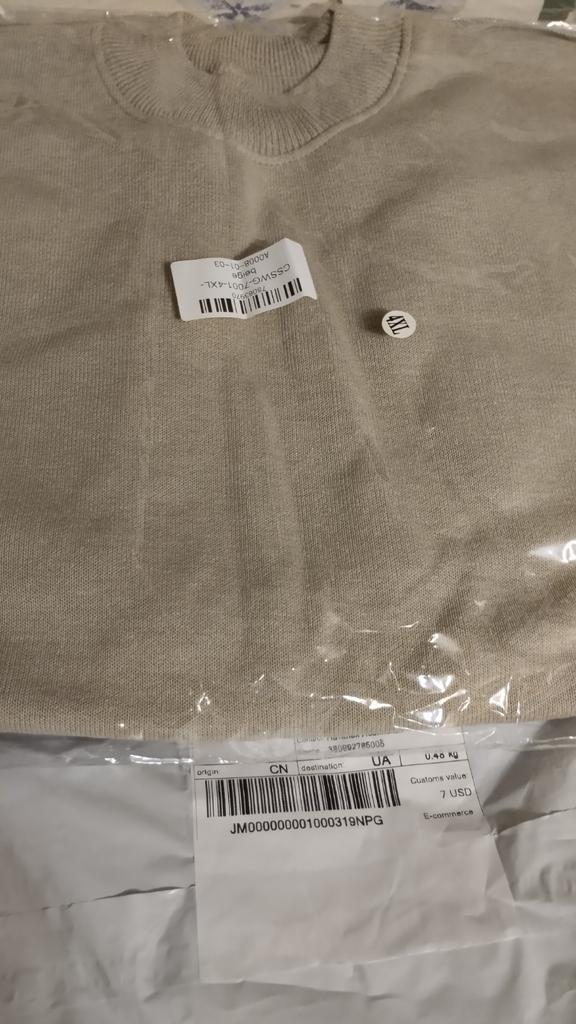 A0008-01-03
beige
CSSWG-7001-4XL-
4XL
380892785005
origin: CN destination: UA 0.48 kg
Customs value
7 USD
E-commerce
JM000000001000319NPG